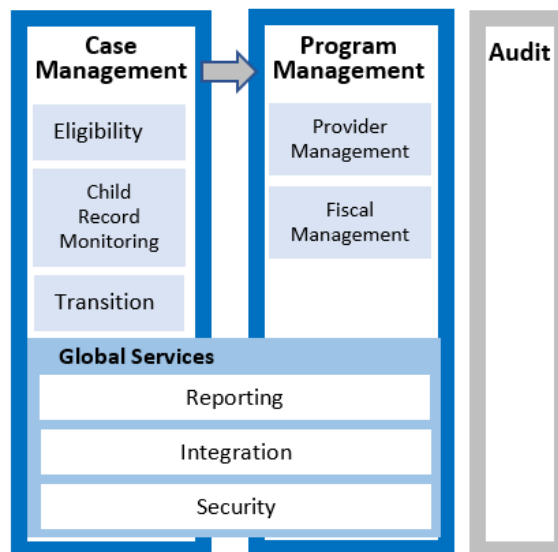 Case
Management
Eligibility
Child
Record
Monitoring
Transition
Program
Management
Provider
Management
Fiscal
Management
Audit
Global Services
Reporting
Integration
Security